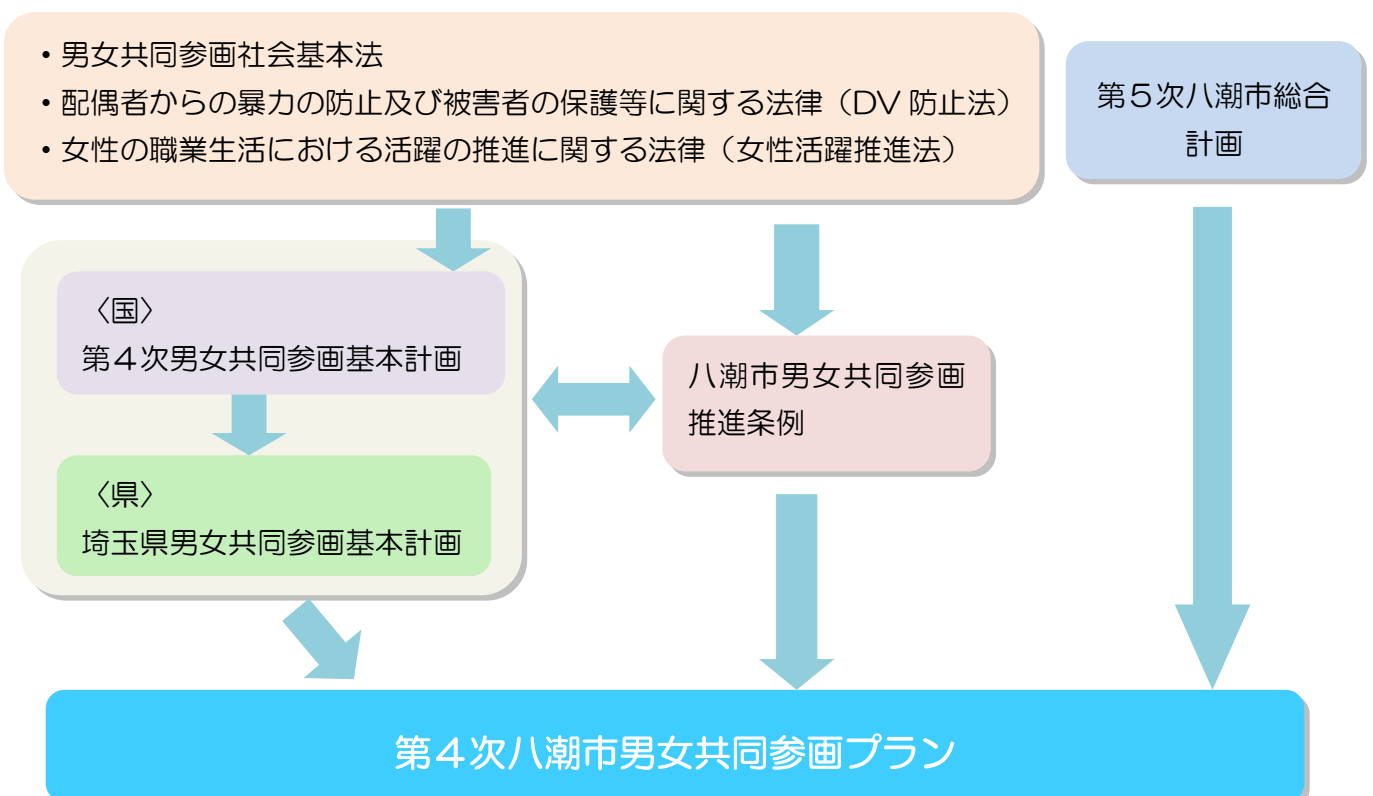 ・男女共同参画社会基本法
・配偶者からの暴力の防止及び被害者の保護等に関する法律（DV 防止法）
・女性の職業生活における活躍の推進に関する法律（女性活躍推進法）
第５次八潮市総合
計画
〈国〉
第４次男女共同参画基本計画
〈県〉
埼玉県男女共同参画基本計画
八潮市男女共同参画
推進条例
第４次八潮市男女共同参画プラン